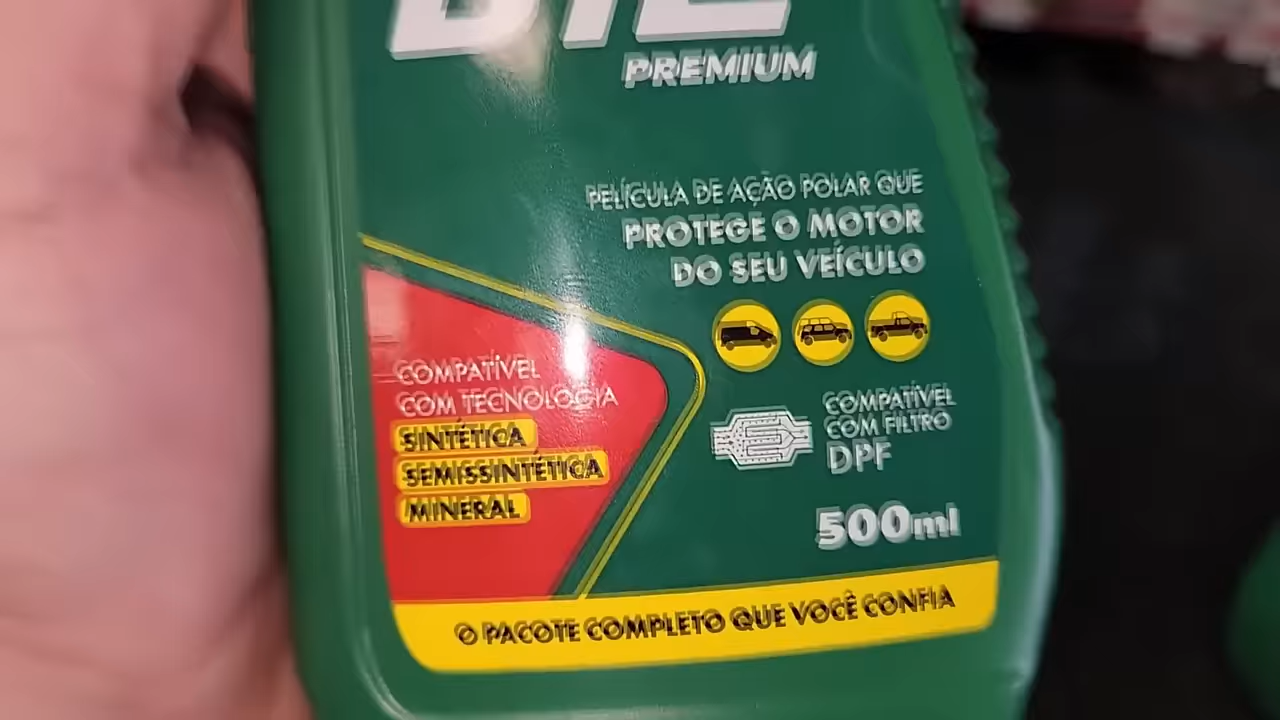 PREMIUM
PELÍCULA DE AÇÃO POLAR QUE
PROTEGE O MOTOR
DO SEU VEÍCULO
COMPATÍVEL
COM TECNOLOGIA
SINTÉTICA
SEMISSINTÉTICA
MINERAL
COMPATÍVEL
COM FILTRO
DPF
500ml
O PACOTE COMPLETO QUE VOCÊ CONFIA